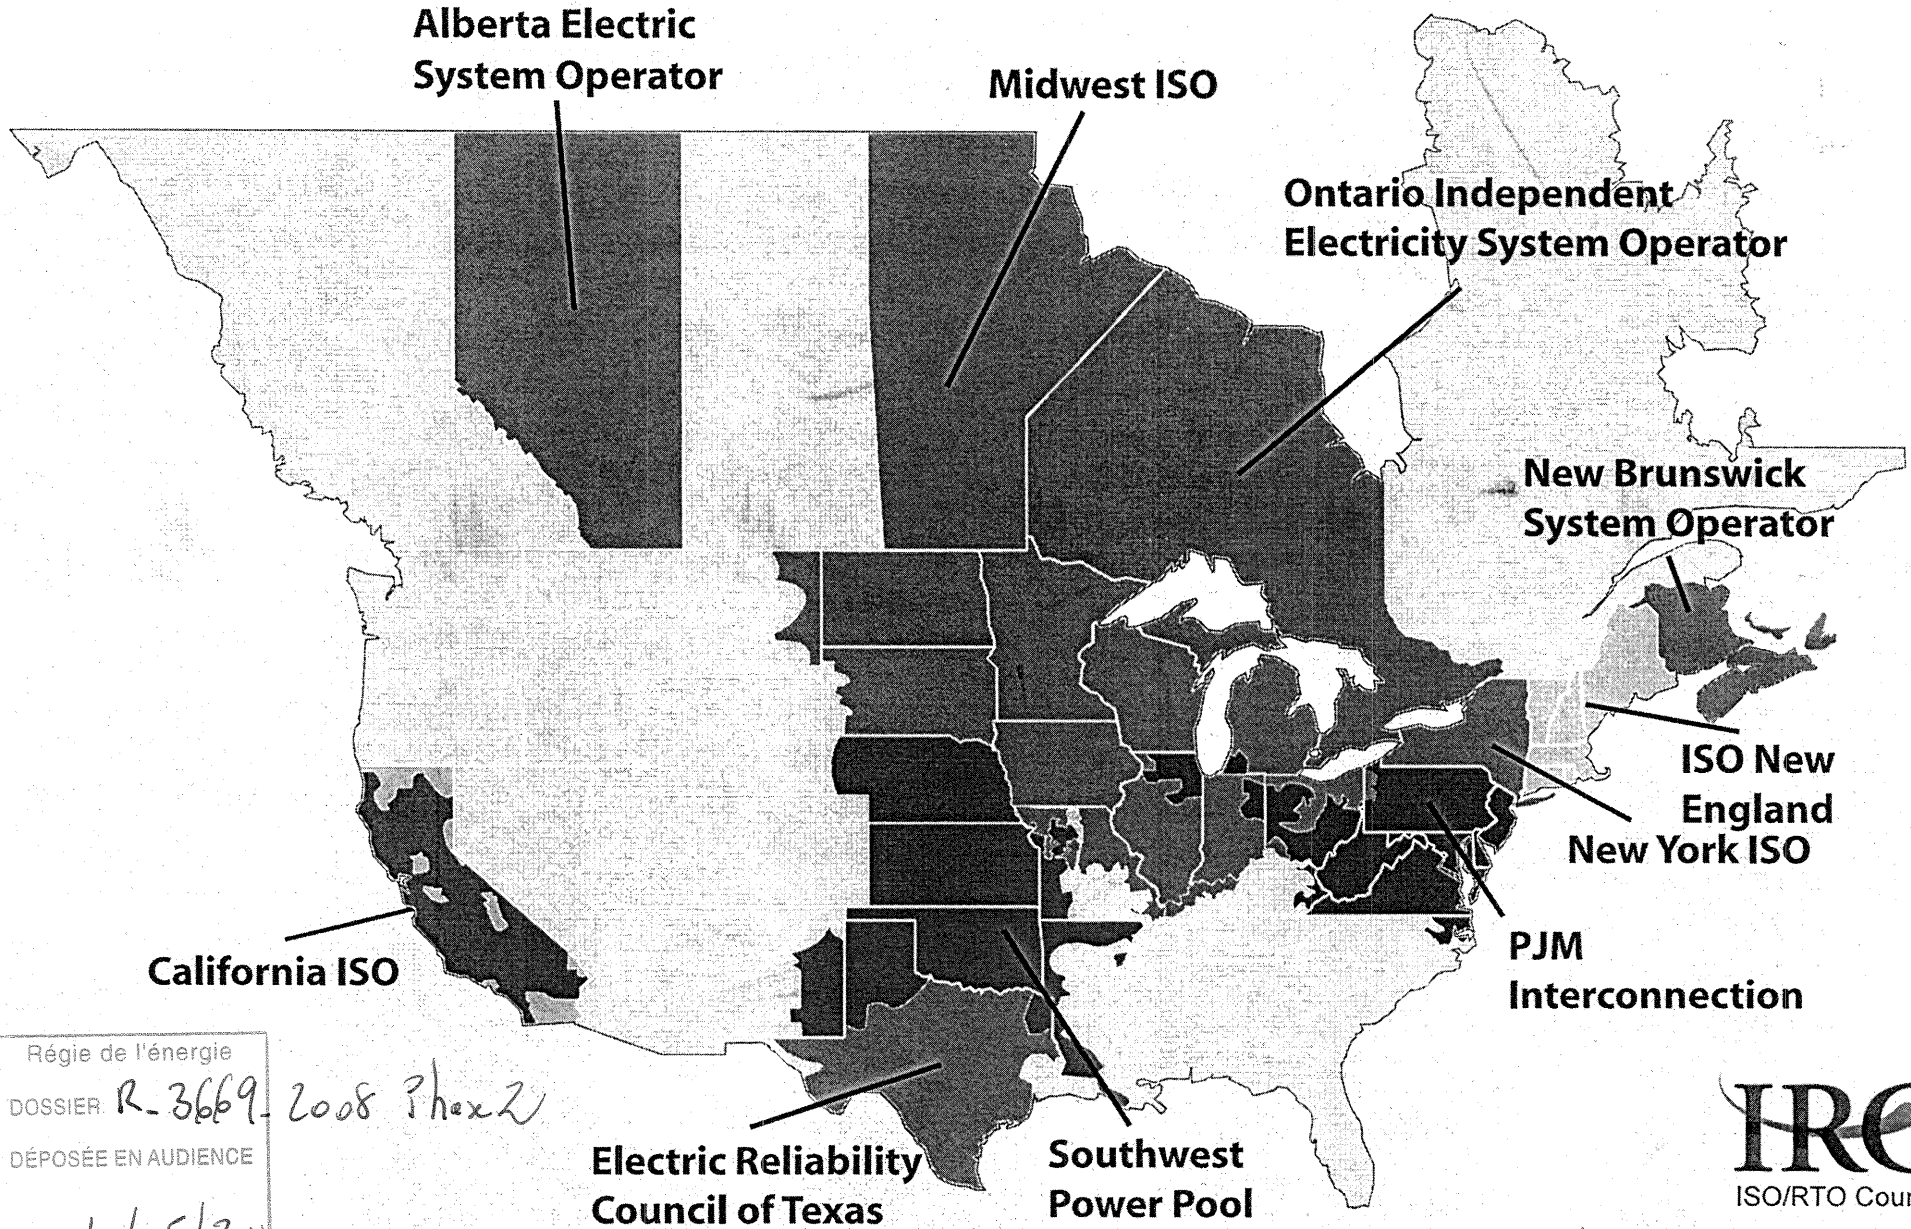 Alberta Electric
System Operator
Midwest ISO
Ontario Independent
Electricity System Operator
New Brunswick
System Operator
ISO New
England
New York ISO
PJM
Interconnection
California ISO
Electric Reliability
Council of Texas
Southwest
Power Pool
Régie de l'énergie
DOSSIER R-3669-2008 Phase 2
DÉPOSÉE EN AUDIENCE
IRC
ISO/RTO Coun